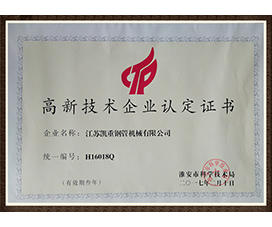 高新技术企业认定证书
企业名称：江苏凯重钢管机械有限公司
统一编号：H16018Q
（有效期叁年）
淮安市科学技术局
二〇一七年二月十日